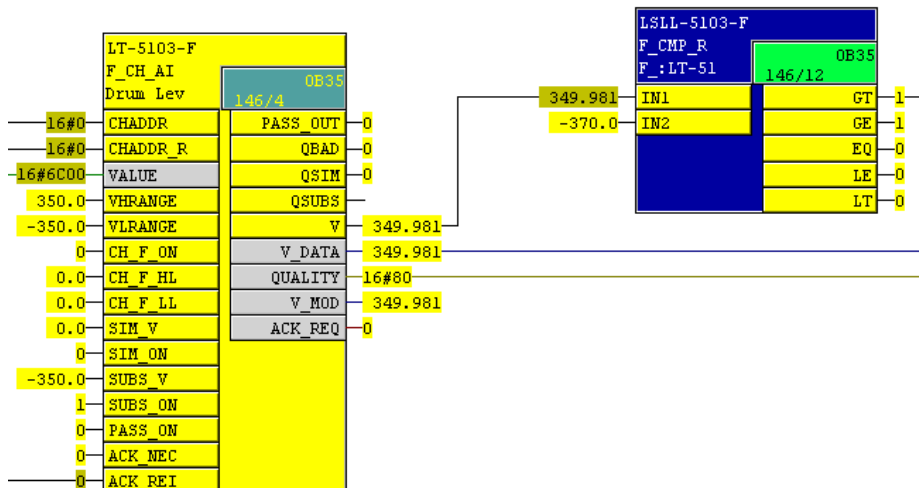 LT-5103-F
F_CH_AI
Drum Lev
OB35
146/4
16#0 CHADDR PASS_OUT 0
16#0 CHADDR_R QBAD 0
16#6C00 VALUE QSIM 0
350.0 VHRANGE QSUBS
-350.0 VLRANGE V 349.981
0 CH_F_ON V_DATA 349.981
0.0 CH_F_HL QUALITY 16#80
0.0 CH_F_LL V_MOD 349.981
0.0 SIM_V ACK_REQ 0
0 SIM_ON
-350.0 SUBS_V
1 SUBS_ON
0 PASS_ON
0 ACK_NEC
0 ACK_REI
LSLL-5103-F
F_CMP_R
F_:LT-51
OB35
146/12
349.981 IN1 GT 1
-370.0 IN2 GE 1
EQ 0
LE 0
LT 0